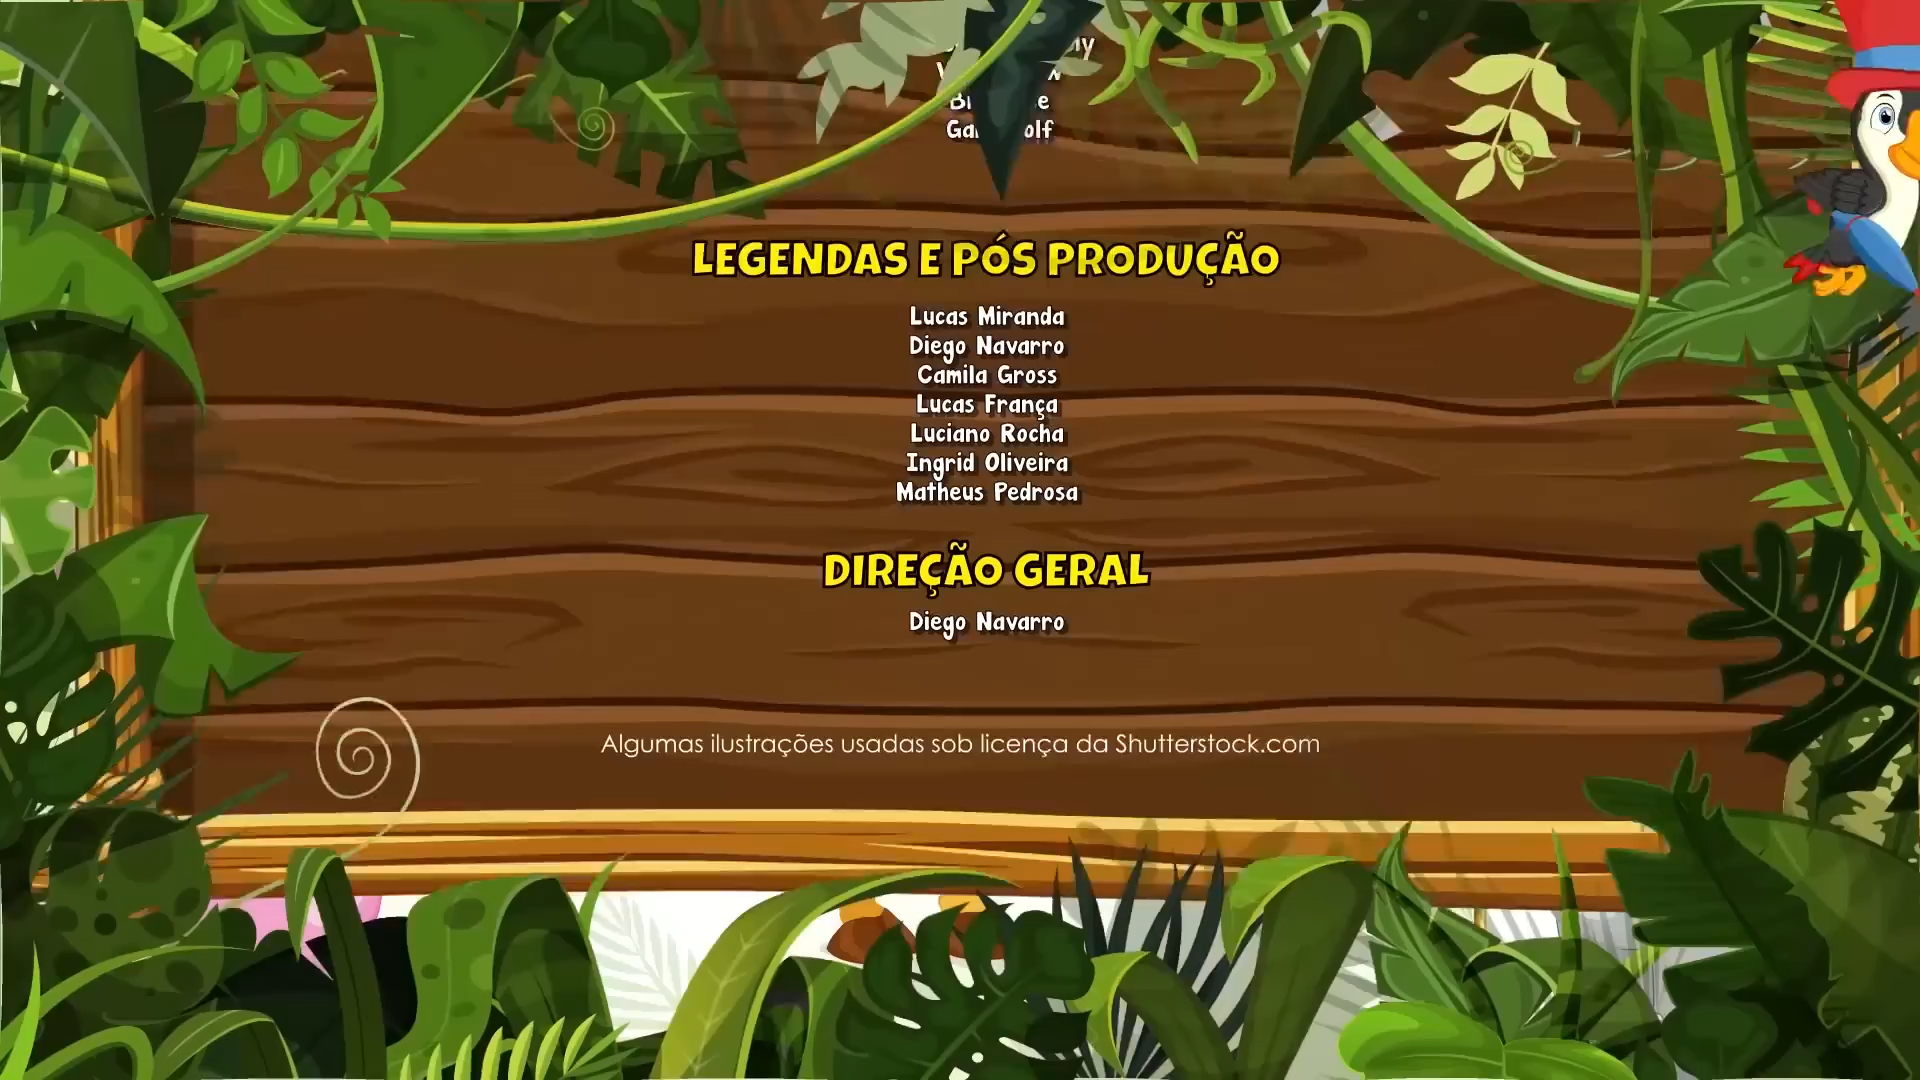 LEGENDAS E PÓS PRODUÇÃO
Lucas Miranda
Diego Navarro
Camila Gross
Lucas França
Luciano Rocha
Ingrid Oliveira
Matheus Pedrosa
DIREÇÃO GERAL
Diego Navarro
Algumas ilustrações usadas sob licença da Shutterstock.com